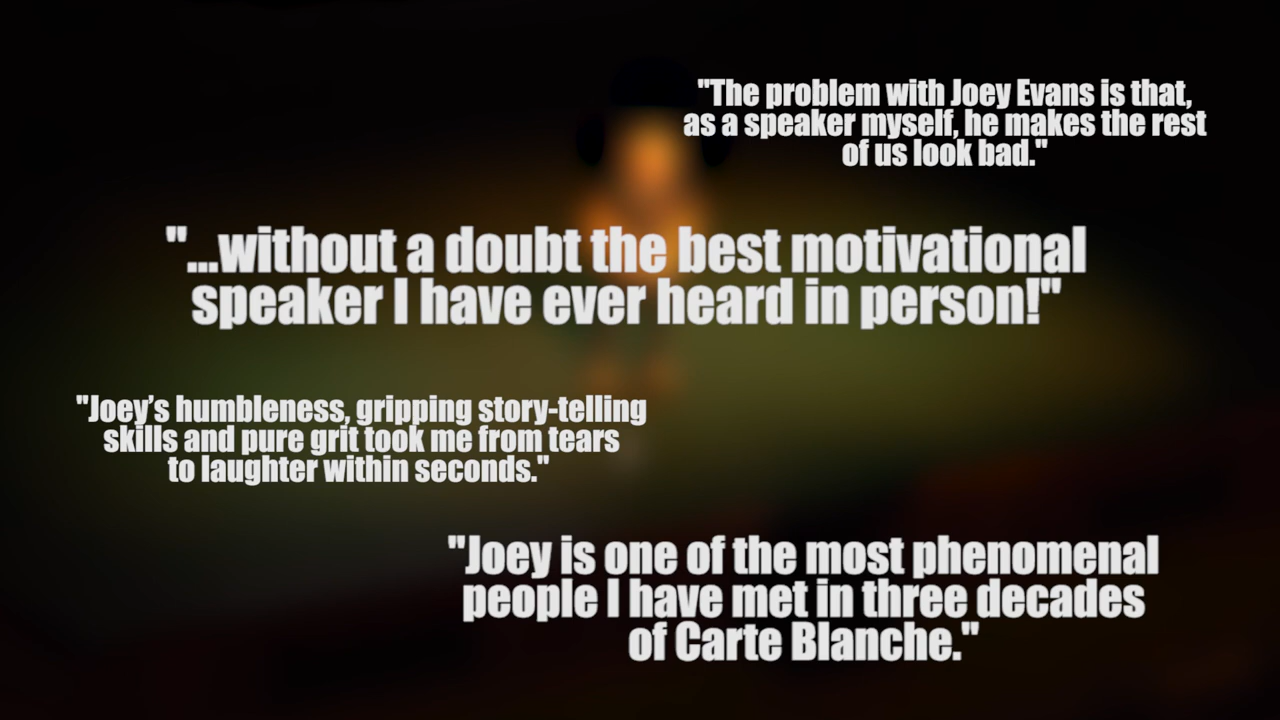 "The problem with Joey Evans is that,
as a speaker myself, he makes the rest
of us look bad."
"...without a doubt the best motivational
speaker I have ever heard in person!"
"Joey’s humbleness, gripping story-telling
skills and pure grit took me from tears
to laughter within seconds."
"Joey is one of the most phenomenal
people I have met in three decades
of Carte Blanche."